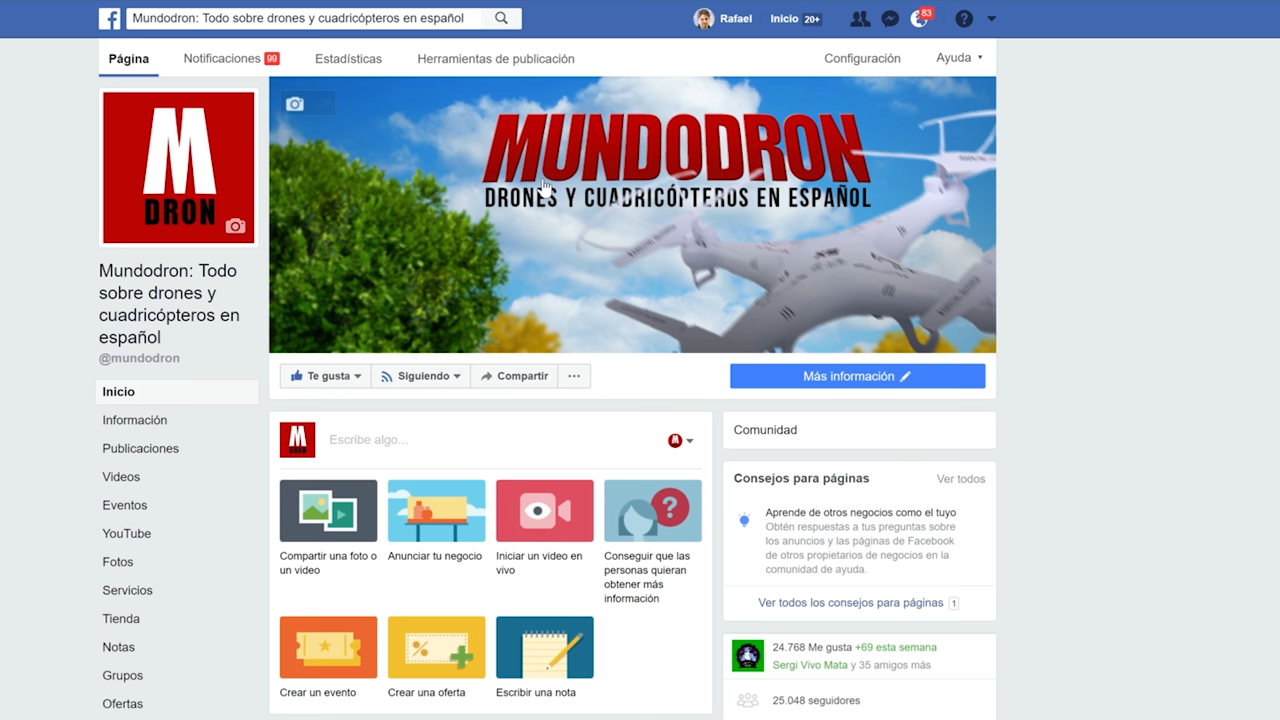 Mundodron: Todo sobre drones y cuadricópteros en español
Rafael
Inicio 20+
83
Página
Notificaciones 99
Estadísticas
Herramientas de publicación
Configuración
Ayuda
M
DRON
MUNDODRON
DRONES Y CUADRICÓPTEROS EN ESPAÑOL
Mundodron: Todo
sobre drones y
cuadricópteros en
español
@mundodron
Te gusta
Siguiendo
Compartir
Más información
Inicio
Información
Publicaciones
Videos
Eventos
YouTube
Fotos
Servicios
Tienda
Notas
Grupos
Ofertas
M
DRON
Escribe algo...
Compartir una foto o
un video
Anunciar tu negocio
Iniciar un video en
vivo
Conseguir que las
personas quieran
obtener más
información
Crear un evento
Crear una oferta
Escribir una nota
Comunidad
Consejos para páginas
Ver todos
Aprende de otros negocios como el tuyo
Obtén respuestas a tus preguntas sobre
los anuncios y las páginas de Facebook
de otros propietarios de negocios en la
comunidad de ayuda.
Ver todos los consejos para páginas 1
24.768 Me gusta +69 esta semana
Sergi Vivo Mata y 35 amigos más
25.048 seguidores